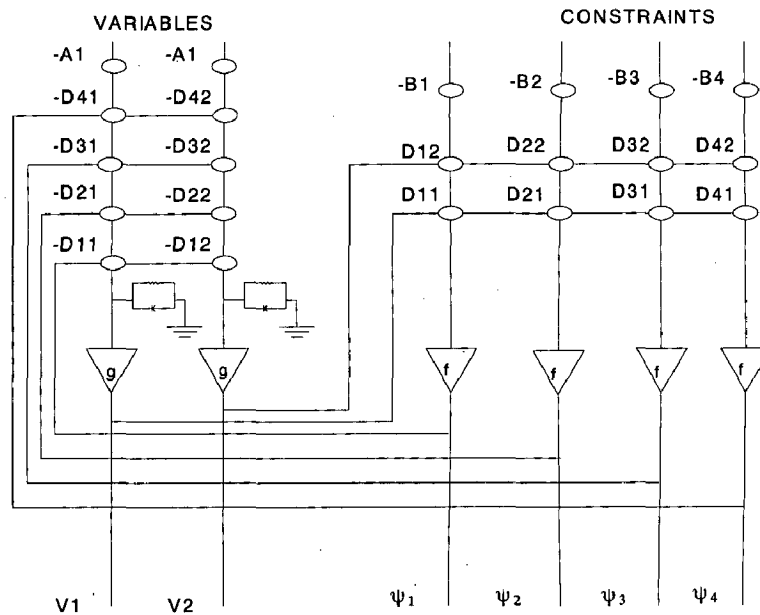 VARIABLES CONSTRAINTS
-A1 -A1
-B1 -B2 -B3 -B4
-D41 -D42
-D31 -D32
D12 D22 D32 D42
-D21 -D22
D11 D21 D31 D41
-D11 -D12
g g f f f f
V1 V2 ψ1 ψ2 ψ3 ψ4